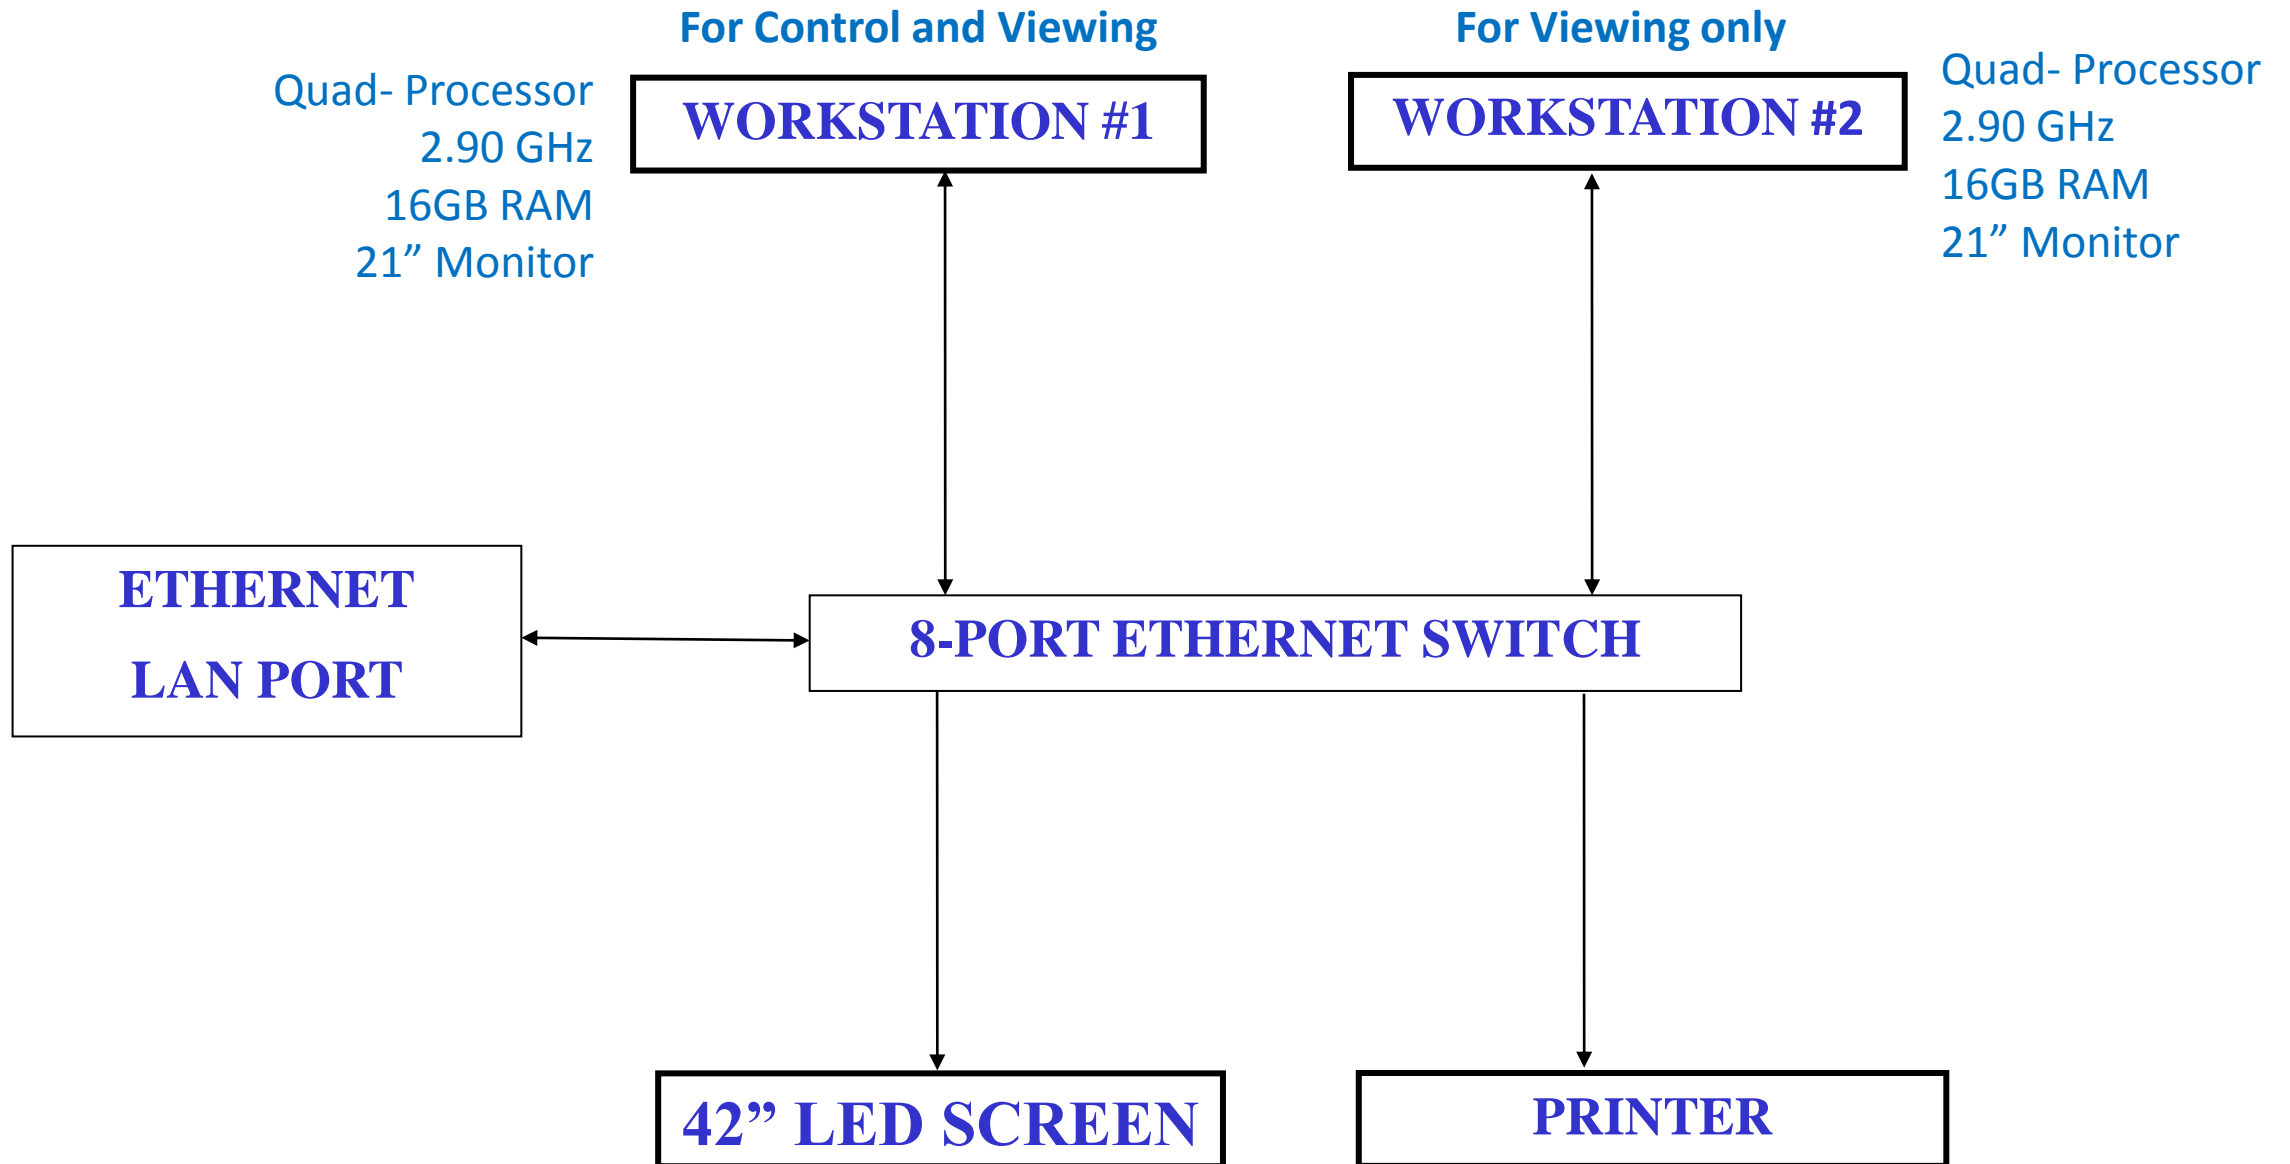 For Control and Viewing
For Viewing only
Quad- Processor
2.90 GHz
16GB RAM
21” Monitor
WORKSTATION #1
WORKSTATION #2
Quad- Processor
2.90 GHz
16GB RAM
21” Monitor
ETHERNET
LAN PORT
8-PORT ETHERNET SWITCH
42” LED SCREEN
PRINTER